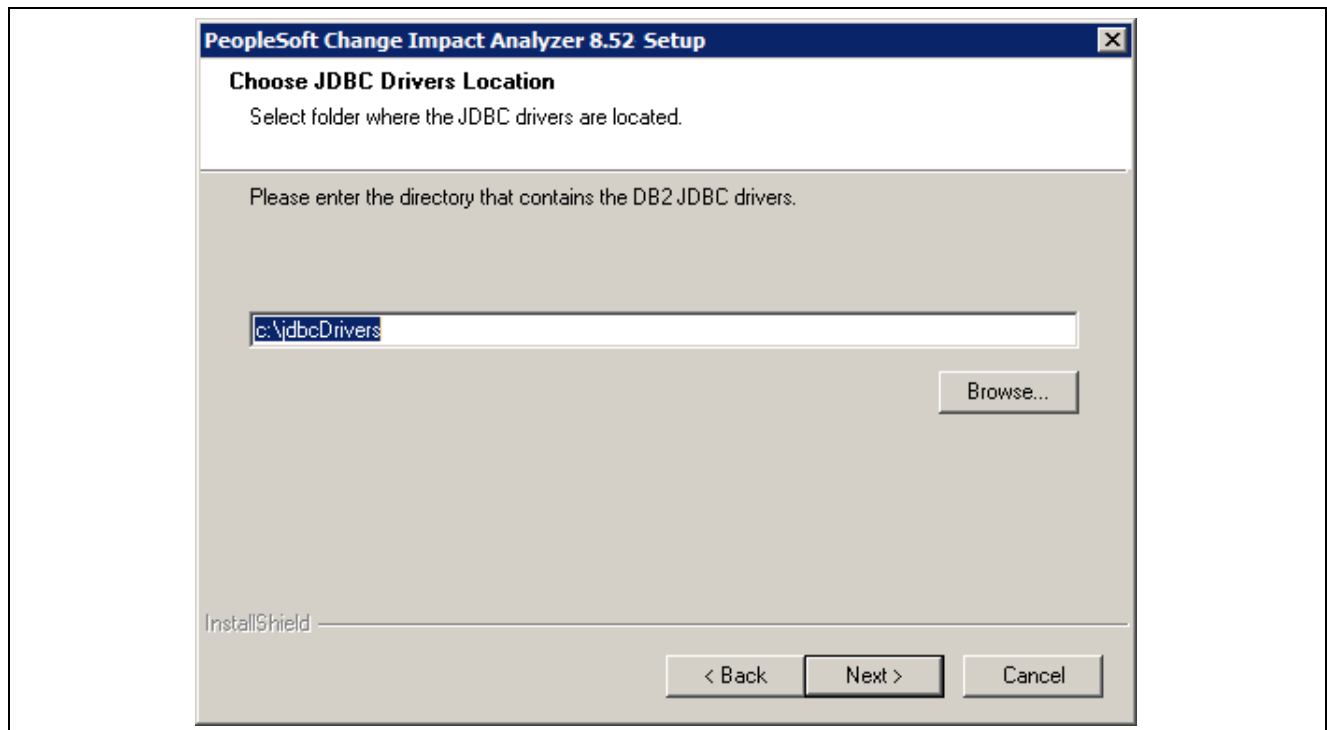 PeopleSoft Change Impact Analyzer 8.52 Setup
Choose JDBC Drivers Location
Select folder where the JDBC drivers are located.
Please enter the directory that contains the DB2 JDBC drivers.
c:\jdbcDrivers
Browse...
InstallShield
< Back Next > Cancel